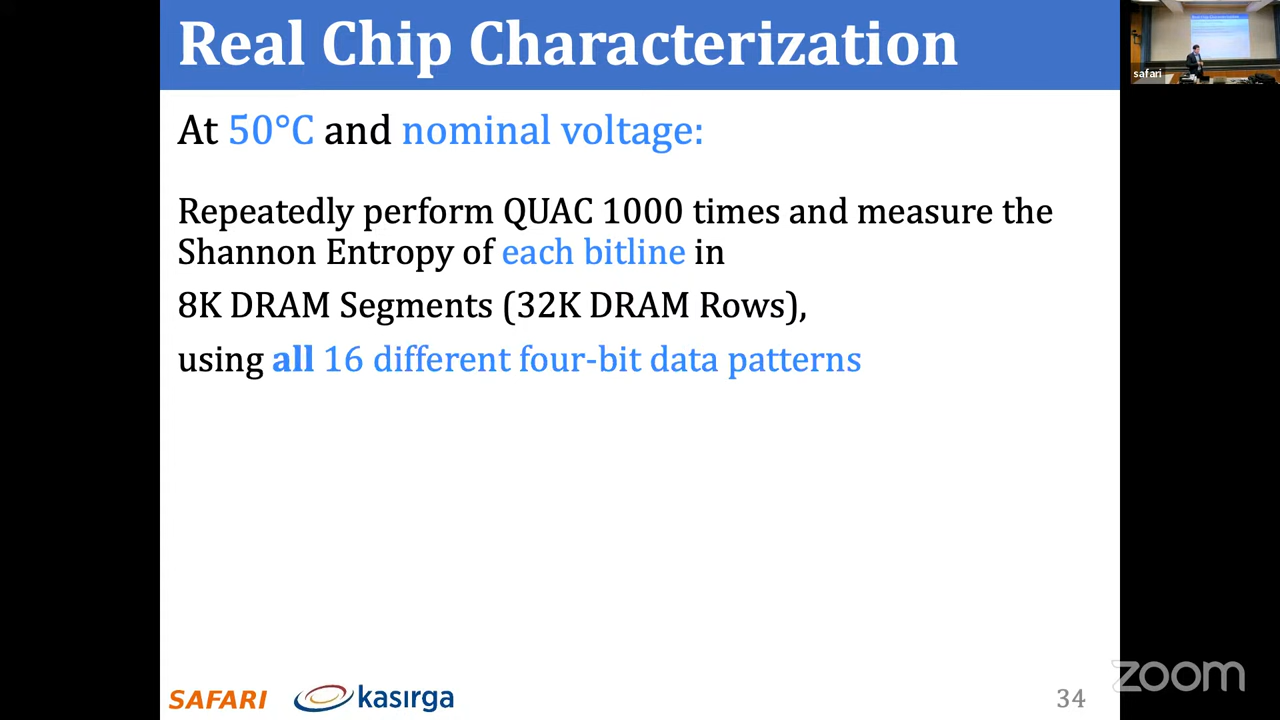 Real Chip Characterization
safari
At 50°C and nominal voltage:
Repeatedly perform QUAC 1000 times and measure the
Shannon Entropy of each bitline in
8K DRAM Segments (32K DRAM Rows),
using all 16 different four-bit data patterns
SAFARI
kasırga
34
zoom